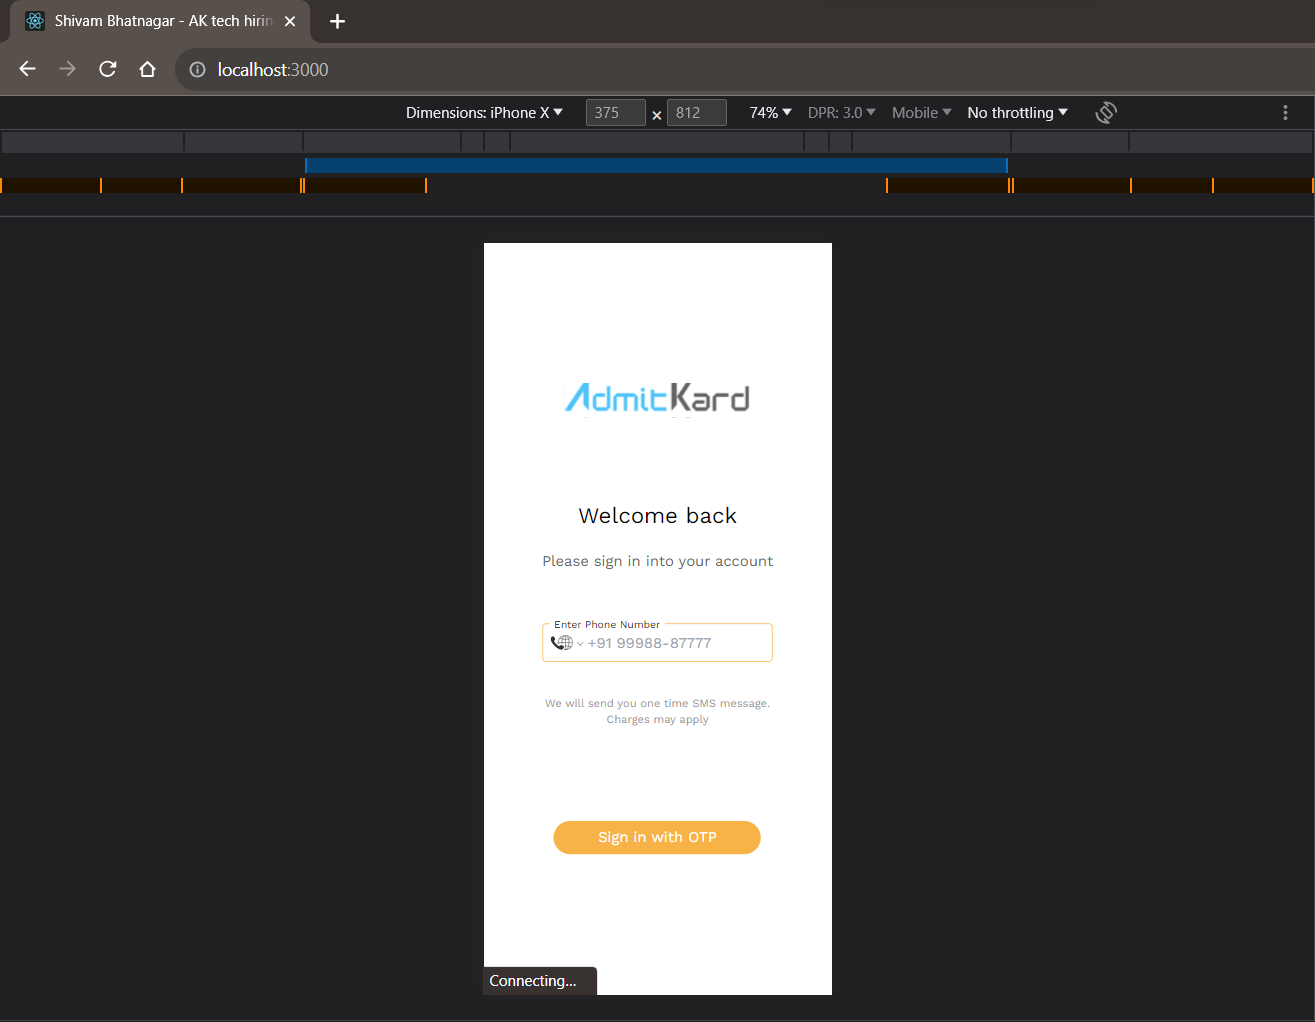 Shivam Bhatnagar - AK tech hirin
localhost:3000
Dimensions: iPhone X 375 × 812 74% DPR: 3.0 Mobile No throttling
AdmitKard
Welcome back
Please sign in into your account
Enter Phone Number
+91 99988-87777
We will send you one time SMS message.
Charges may apply
Sign in with OTP
Connecting...